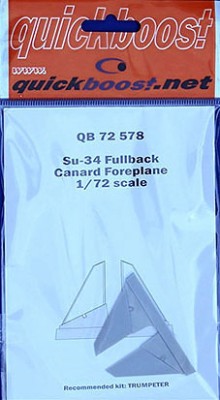 quickboost
www.
quickboost.net
QB 72 578
Su-34 Fullback
Canard Foreplane
1/72 scale
Recommended kit: TRUMPETER